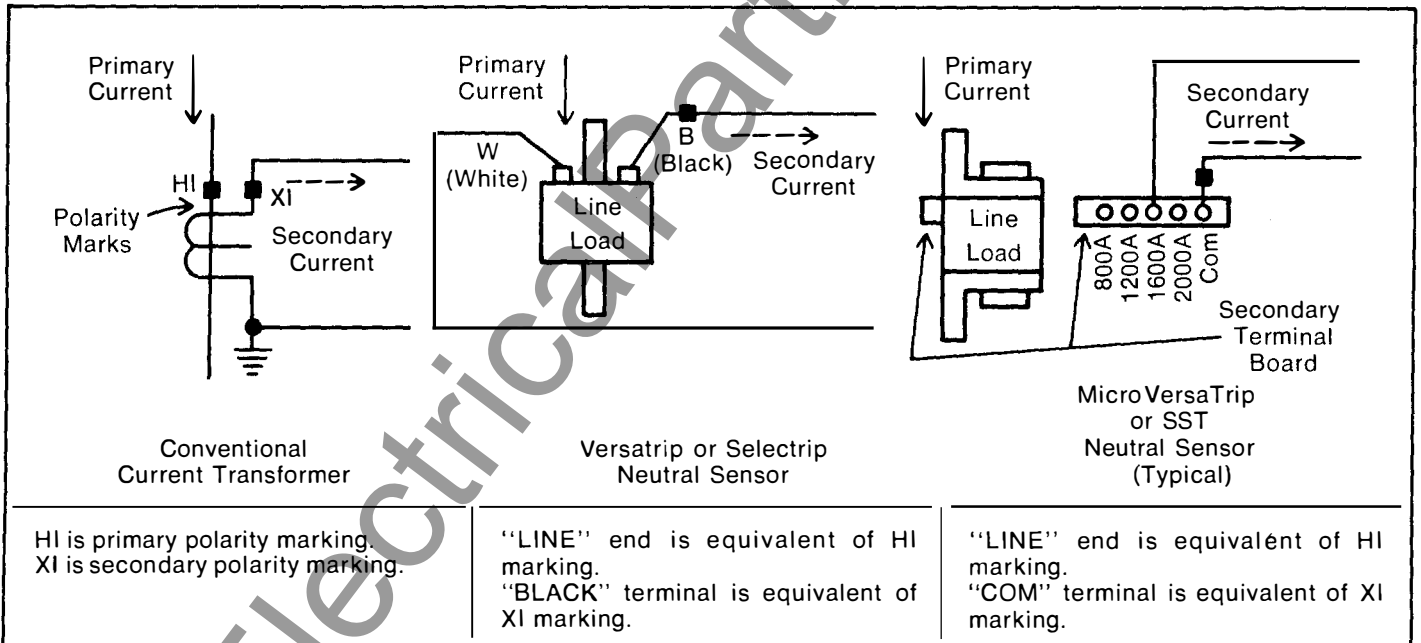 Primary
Current
HI
XI
Polarity
Marks
Secondary
Current
Conventional
Current Transformer
HI is primary polarity marking.
XI is secondary polarity marking.
Primary
Current
W
(White)
B
(Black)
Secondary
Current
Line
Load
Versatrip or Selectrip
Neutral Sensor
“LINE” end is equivalent of HI
marking.
“BLACK” terminal is equivalent of
XI marking.
Primary
Current
Line
Load
Secondary
Current
800A
1200A
1600A
2000A
Com
Secondary
Terminal
Board
MicroVersaTrip
or SST
Neutral Sensor
(Typical)
“LINE” end is equivalent of HI
marking.
“COM” terminal is equivalent of XI
marking.
ElectricalPart